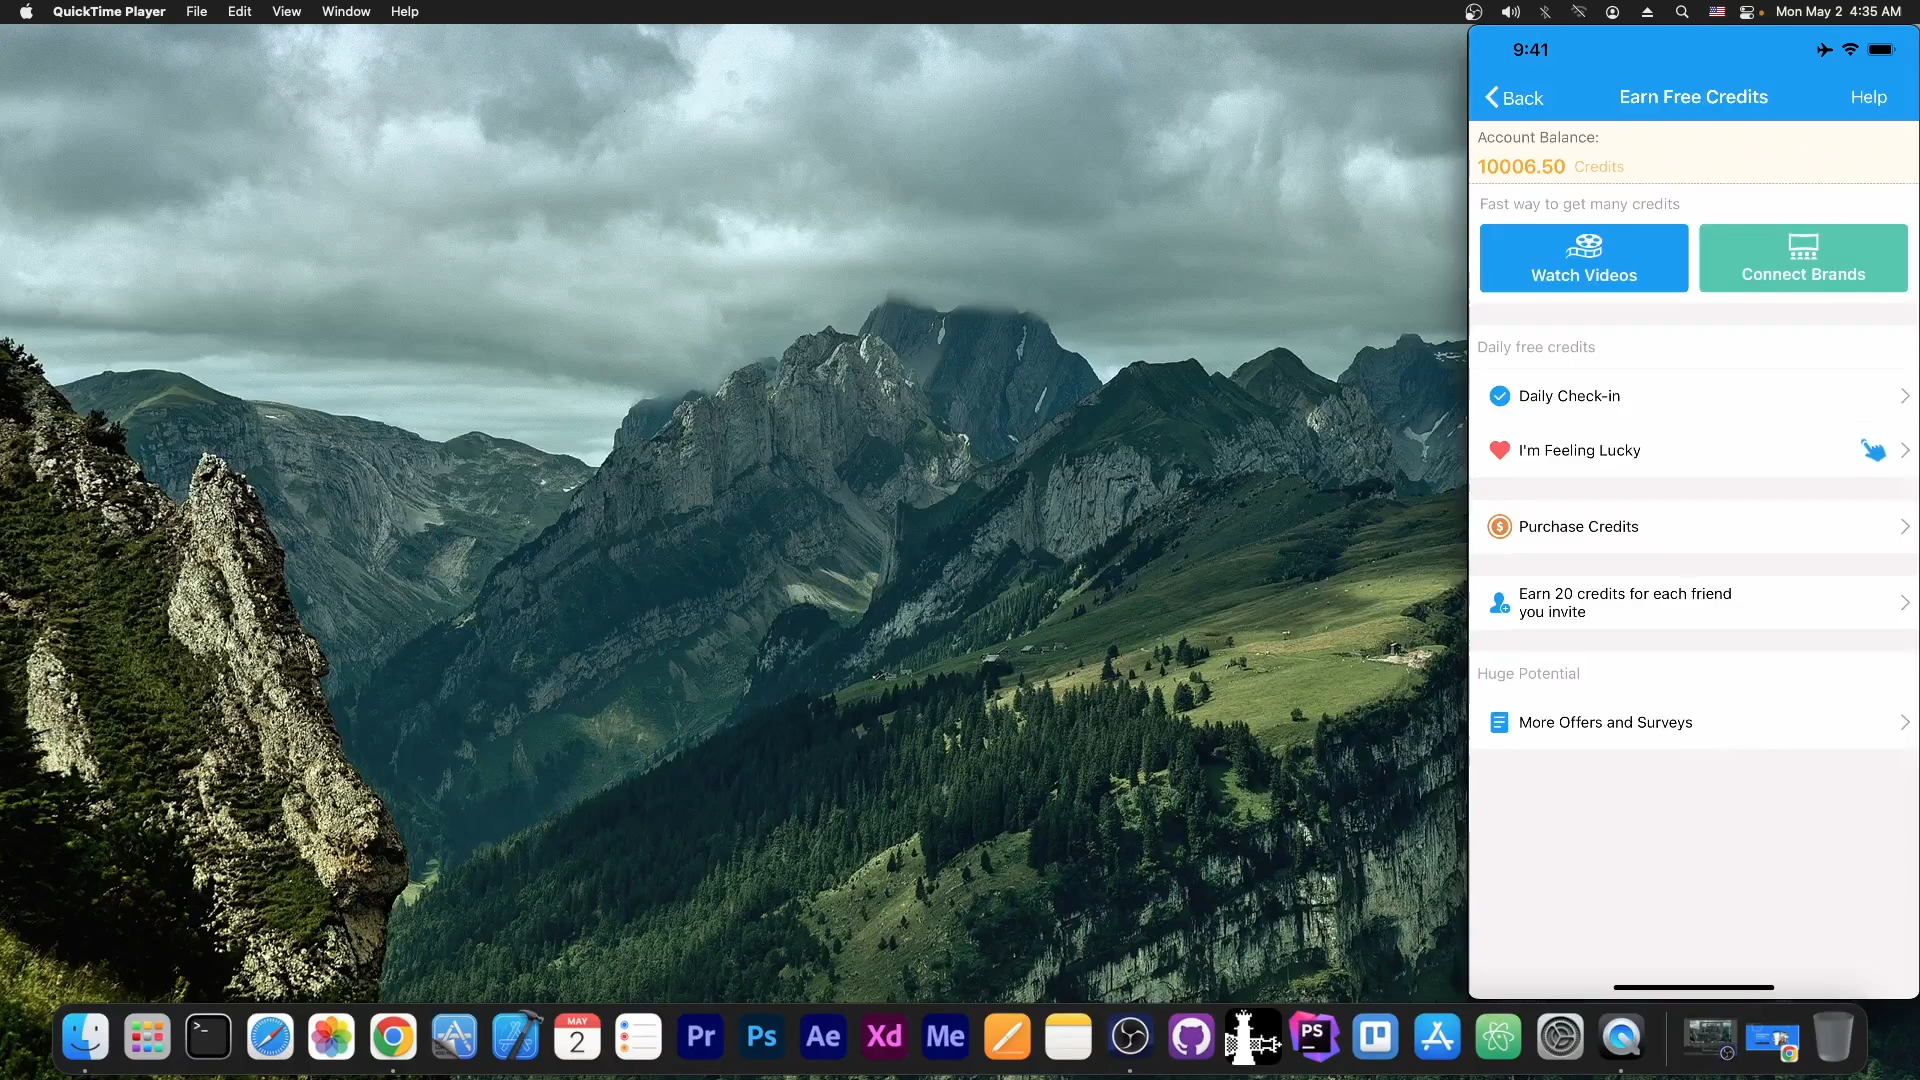 QuickTime Player File Edit View Window Help
Mon May 2 4:35 AM
9:41
Back Earn Free Credits Help
Account Balance:
10006.50 Credits
Fast way to get many credits
Watch Videos Connect Brands
Daily free credits
Daily Check-in
I'm Feeling Lucky
Purchase Credits
Earn 20 credits for each friend
you invite
Huge Potential
More Offers and Surveys
MAY
2
Pr Ps Ae Xd Me PS